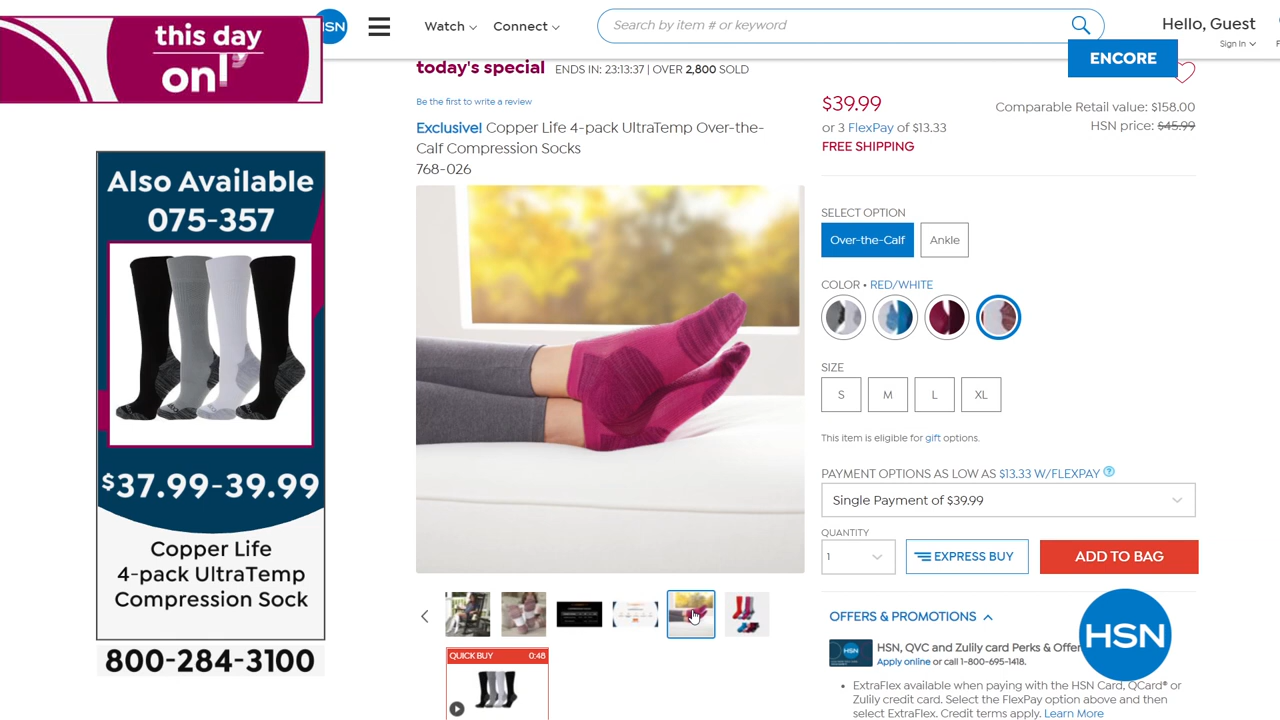 this day
onl
HSN
Watch
Connect
Search by item # or keyword
Hello, Guest
Sign In
ENCORE
today's special ENDS IN: 23:13:37 | OVER 2,800 SOLD
Be the first to write a review
Exclusive! Copper Life 4-pack UltraTemp Over-the-
Calf Compression Socks
768-026
$39.99
or 3 FlexPay of $13.33
FREE SHIPPING
Comparable Retail value: $158.00
HSN price: $45.99
Also Available
075-357
$37.99-39.99
Copper Life
4-pack UltraTemp
Compression Sock
800-284-3100
SELECT OPTION
Over-the-Calf
Ankle
COLOR • RED/WHITE
SIZE
S
M
L
XL
This item is eligible for gift options.
PAYMENT OPTIONS AS LOW AS $13.33 W/FLEXPAY ?
Single Payment of $39.99
QUANTITY
1
EXPRESS BUY
ADD TO BAG
OFFERS & PROMOTIONS
HSN
HSN, QVC and Zulily card Perks & Offer
Apply online or call 1-800-695-1418.
• ExtraFlex available when paying with the HSN Card, QCard® or
Zulily credit card. Select the FlexPay option above and then
select ExtraFlex. Credit terms apply. Learn More
HSN
QUICK BUY 0:48